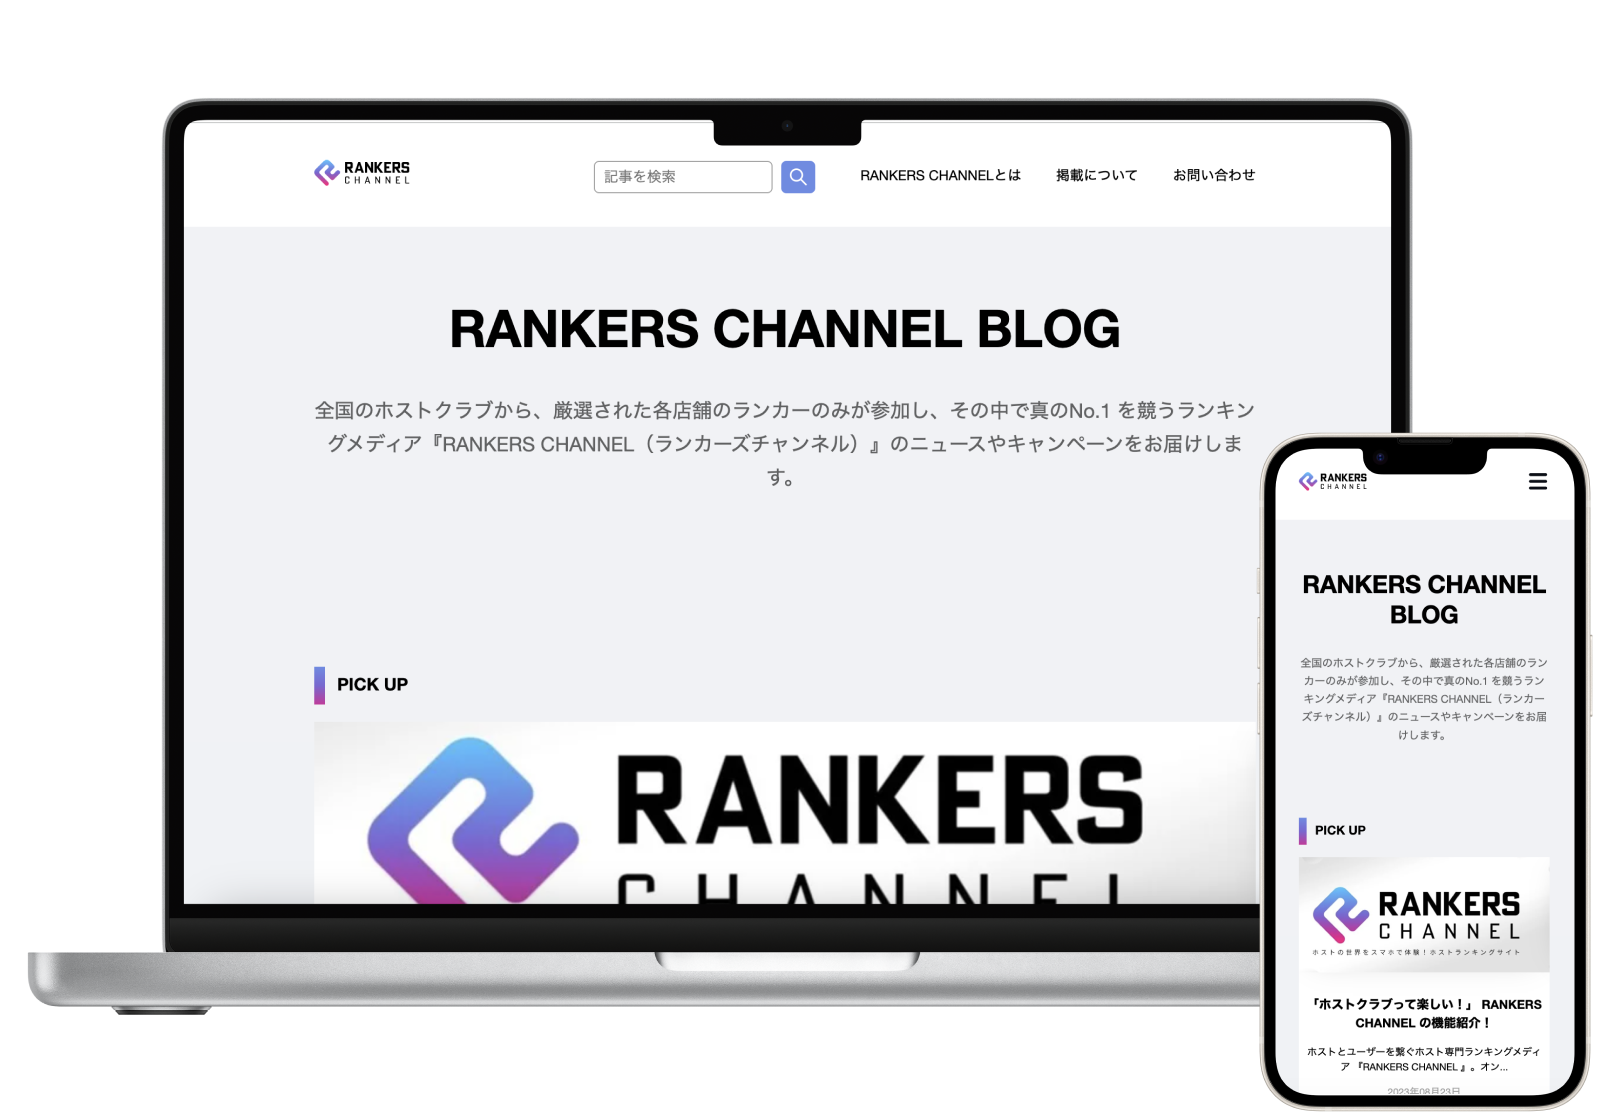 RANKERS
CHANNEL
記事を検索
RANKERS CHANNELとは
掲載について
お問い合わせ
RANKERS CHANNEL BLOG
全国のホストクラブから、厳選された各店舗のランカーのみが参加し、その中で真のNo.1 を競うランキン
グメディア『RANKERS CHANNEL（ランカーズチャンネル）』のニュースやキャンペーンをお届けしま
す。
PICK UP
RANKERS
CHANNEL
RANKERS
CHANNEL
RANKERS CHANNEL
BLOG
全国のホストクラブから、厳選された各店舗のラン
カーのみが参加し、その中で真のNo.1 を競うラン
キングメディア『RANKERS CHANNEL（ランカー
ズチャンネル）』のニュースやキャンペーンをお届
けします。
PICK UP
RANKERS
CHANNEL
ホストの世界をスマホで体験！ホストランキングサイト
「ホストクラブって楽しい！」 RANKERS
CHANNEL の機能紹介！
ホストとユーザーを繋ぐホスト専門ランキングメディ
ア 『RANKERS CHANNEL 』。オン...
2023年08月23日